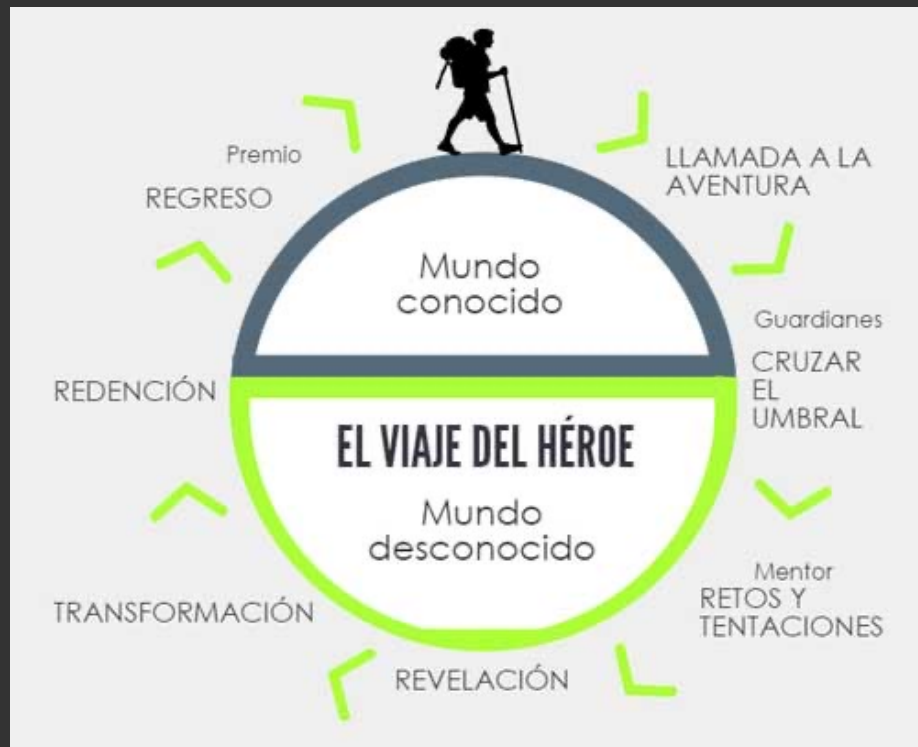 Premio
REGRESO
LLAMADA A LA
AVENTURA
Mundo
conocido
Guardianes
CRUZAR
EL
UMBRAL
REDENCIÓN
EL VIAJE DEL HÉROE
Mundo
desconocido
Mentor
RETOS Y
TENTACIONES
TRANSFORMACIÓN
REVELACIÓN